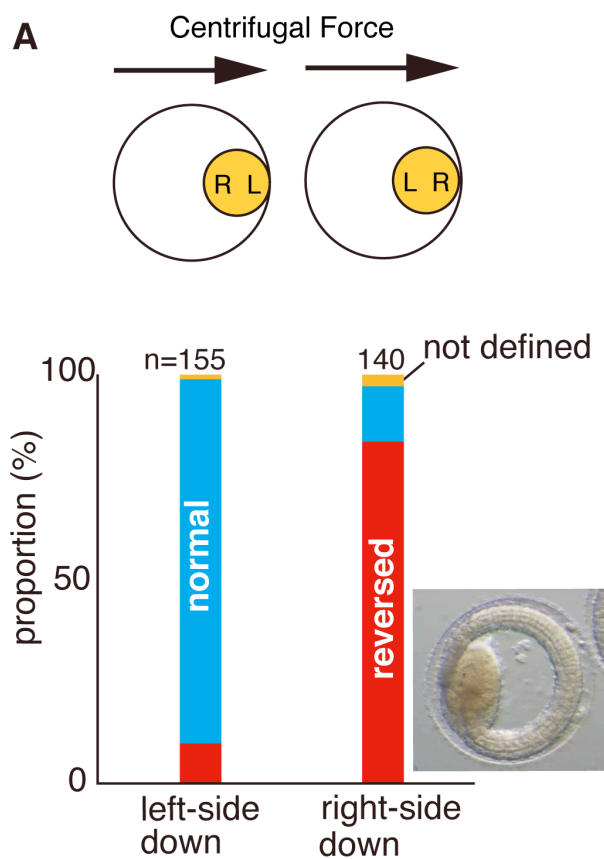 A
Centrifugal Force
R L
L R
n=155
140
not defined
100
50
0
proportion (%)
normal
reversed
left-side
down
right-side
down